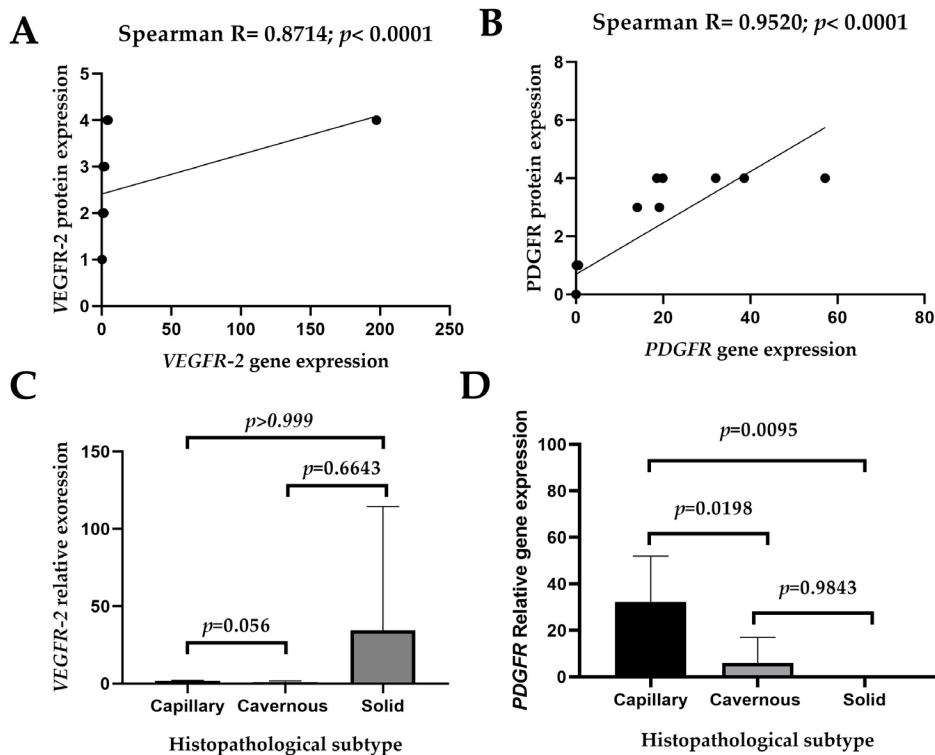 A
Spearman R= 0.8714; p< 0.0001
VEGFR-2 protein expression
5
4
3
2
1
0
0 50 100 150 200 250
VEGFR-2 gene expression
B
Spearman R= 0.9520; p< 0.0001
PDGFR protein expession
8
6
4
2
0
0 20 40 60 80
PDGFR gene expression
C
VEGFR-2 relative exoression
150
100
50
0
p>0.999
p=0.6643
p=0.056
Capillary Cavernous Solid
Histopathological subtype
D
PDGFR Relative gene expression
100
80
60
40
20
0
p=0.0095
p=0.0198
p=0.9843
Capillary Cavernous Solid
Histopathological subtype